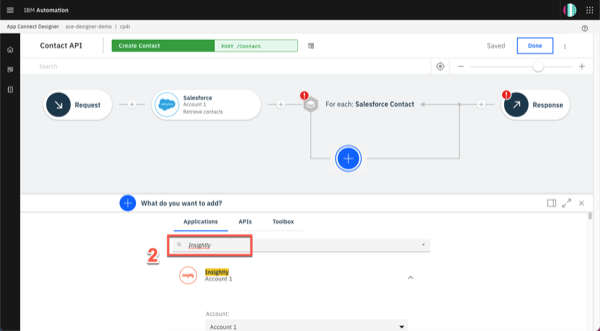 IBM Automation
App Connect Designer | ace-designer-demo | cp4i
Contact API
Create Contact
POST /Contact
Saved
Done
Search
Request
Salesforce
Account 1
Retrieve contacts
For each: Salesforce Contact
Response
What do you want to add?
Applications APIs Toolbox
2
Insightly
Insightly
Account 1
Account:
Account 1